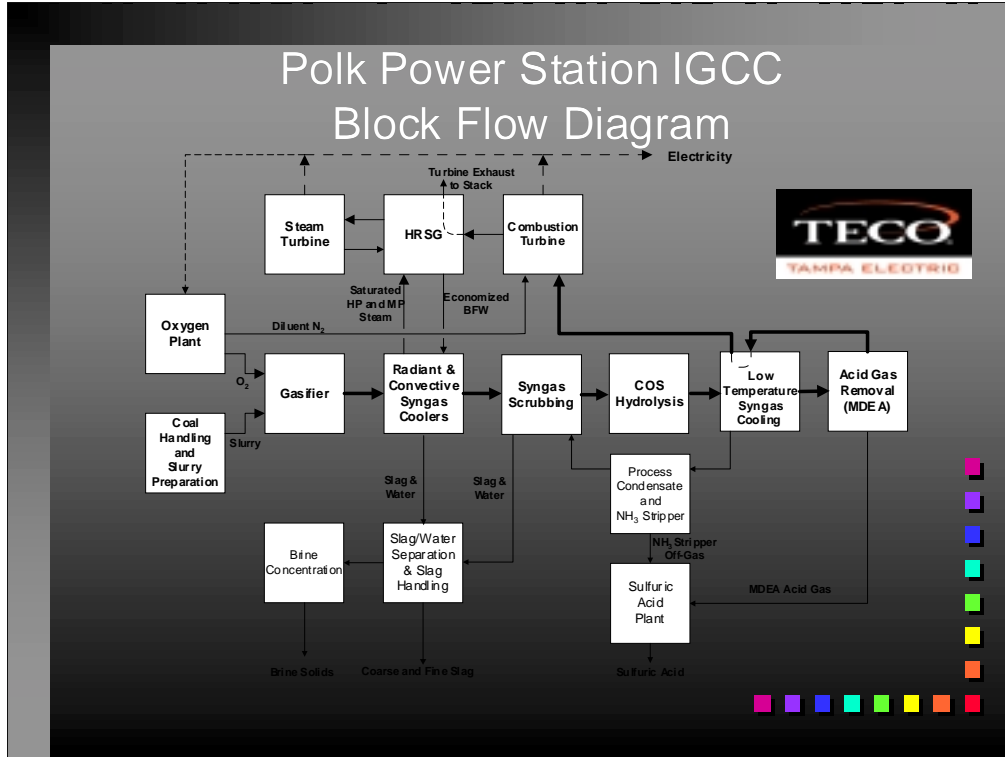 Polk Power Station IGCC
Block Flow Diagram
Electricity
Turbine Exhaust
to Stack
Steam
Turbine
HRSG
Combustion
Turbine
TECO
TAMPA ELECTRIC
Saturated
HP and MP
Steam
Economized
BFW
Oxygen
Plant
Diluent N₂
O₂
Gasifier
Radiant &
Convective
Syngas
Coolers
Syngas
Scrubbing
COS
Hydrolysis
Low
Temperature
Syngas
Cooling
Acid Gas
Removal
(MDEA)
Coal
Handling
and
Slurry
Preparation
Slurry
Slag &
Water
Slag &
Water
Process
Condensate
and
NH₃ Stripper
Brine
Concentration
Slag/Water
Separation
& Slag
Handling
NH₃ Stripper
Off-Gas
Sulfuric
Acid
Plant
MDEA Acid Gas
Brine Solids
Coarse and Fine Slag
Sulfuric Acid